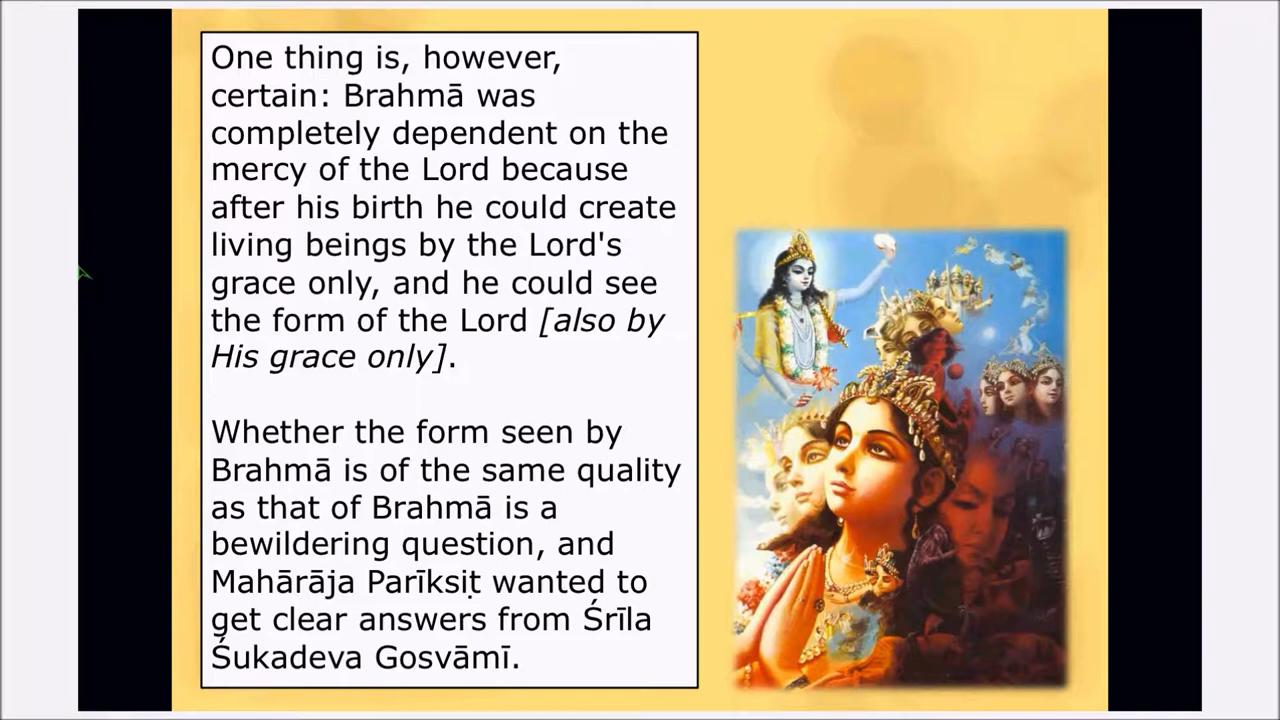 One thing is, however,
certain: Brahmā was
completely dependent on the
mercy of the Lord because
after his birth he could create
living beings by the Lord's
grace only, and he could see
the form of the Lord [also by
His grace only].
Whether the form seen by
Brahmā is of the same quality
as that of Brahmā is a
bewildering question, and
Mahārāja Parīksiṭ wanted to
get clear answers from Śrīla
Śukadeva Gosvāmī.